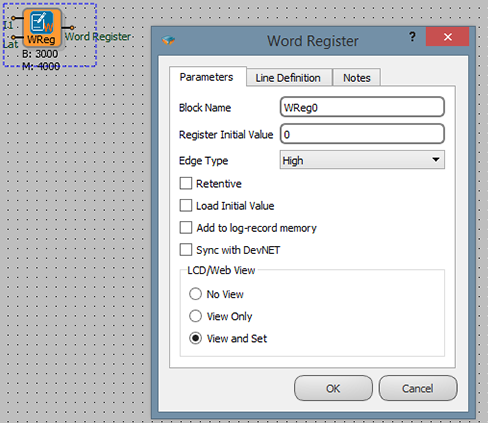 I1
W
WReg
Word Register
Lat
B: 3000
M: 4000
Word Register
?
Parameters
Line Definition
Notes
Block Name
WReg0
Register Initial Value
0
Edge Type
High
Retentive
Load Initial Value
Add to log-record memory
Sync with DevNET
LCD/Web View
No View
View Only
View and Set
OK
Cancel